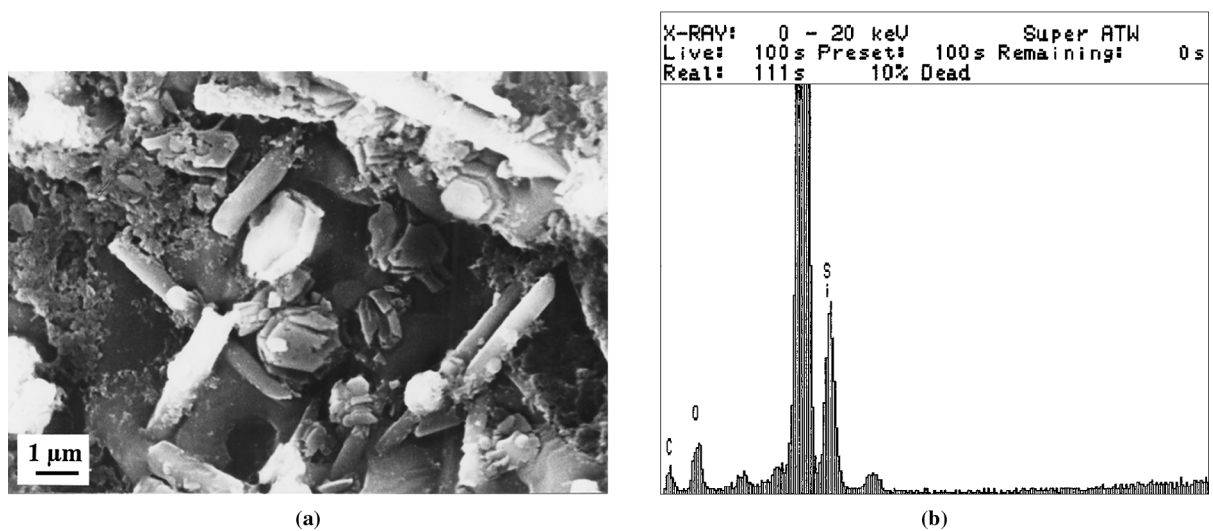 X-RAY: 0 - 20 keV Super ATW
Live: 100s Preset: 100s Remaining: 0s
Real: 111s 10% Dead
Si
O
C
1 μm
(a)
(b)